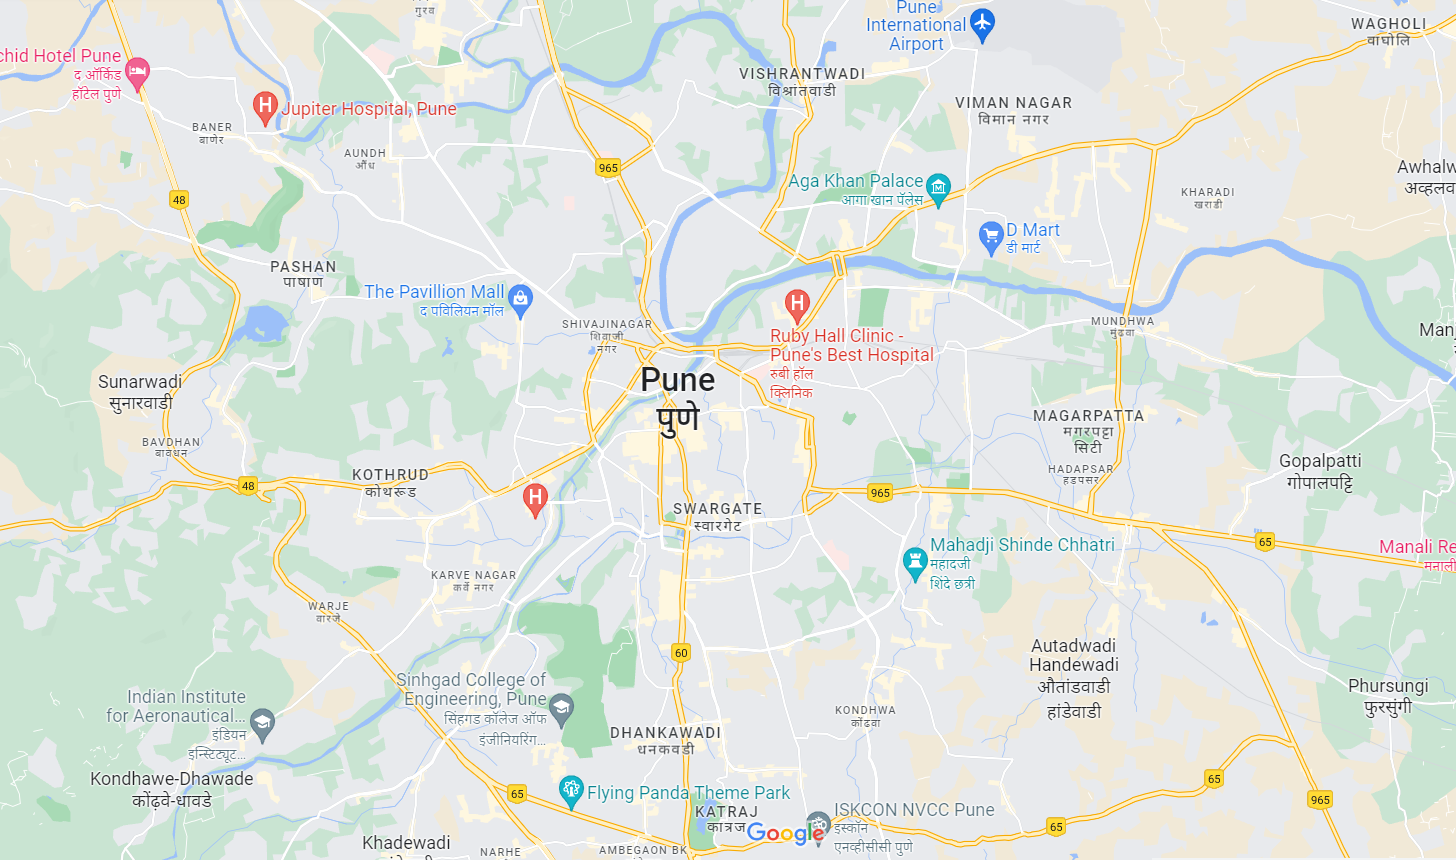 गुरव
Pune
International
Airport
WAGHOLI
वाघोलि
chid Hotel Pune
द ऑर्किड
हॉटेल पुणे
VISHRANTWADI
विश्रांतवाडी
Jupiter Hospital, Pune
VIMAN NAGAR
विमान नगर
BANER
बाणेर
AUNDH
औंध
965
Awhalw
अव्हलव
Aga Khan Palace
आगा खान पॅलेस
KHARADI
खराडी
48
D Mart
डी मार्ट
PASHAN
पाषाण
The Pavillion Mall
द पविलियन मॉल
SHIVAJINAGAR
शिवाजी
नगर
MUNDHWA
मुंढवा
Ruby Hall Clinic -
Pune's Best Hospital
रुबी हॉल
क्लिनिक
Manj
Pune
पुणे
Sunarwadi
सुनारवाडी
MAGARPATTA
मगरपट्टा
सिटी
BAVDHAN
बावधन
HADAPSAR
हडपसर
Gopalpatti
गोपालपट्टि
KOTHRUD
कोथरूड
48
965
SWARGATE
स्वारगेट
65
Mahadji Shinde Chhatri
महादजी
शिंदे छत्री
Manali Re
मनाली
KARVE NAGAR
कर्वे नगर
WARJE
वारजे
60
Autadwadi
Handewadi
औतांडवाडी
हांडेवाडी
Sinhgad College of
Engineering, Pune
सिंहगड कॉलेज ऑफ
इंजीनियरिंग...
Indian Institute
for Aeronautical...
इंडियन
इन्स्टिट्यूट...
Phursungi
फुरसुंगी
KONDHWA
कोंढवा
DHANKAWADI
धनकवडी
Kondhawe-Dhawade
कोंढ़वे-धावडे
65
65
Flying Panda Theme Park
965
KATRAJ
कात्रज
Google
ISKCON NVCC Pune
इस्कॉन
एनव्हीसीसी पुणे
65
Khadewadi
NARHE
AMBEGAON BK